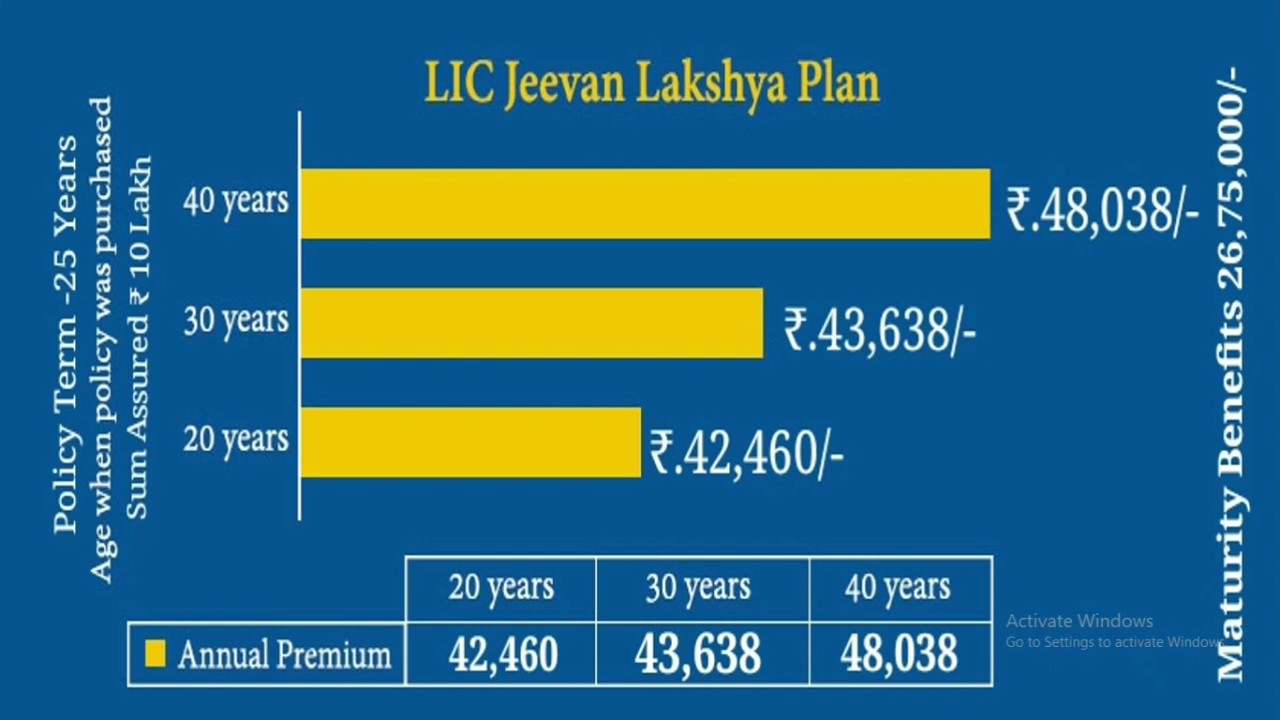 LIC Jeevan Lakshya Plan
Policy Term -25 Years
Age when policy was purchased
Sum Assured ₹ 10 Lakh
40 years
₹.48,038/-
30 years
₹.43,638/-
20 years
₹.42,460/-
Maturity Benefits 26,75,000/-
20 years 30 years 40 years
Annual Premium 42,460 43,638 48,038
Activate Windows
Go to Settings to activate Windows.